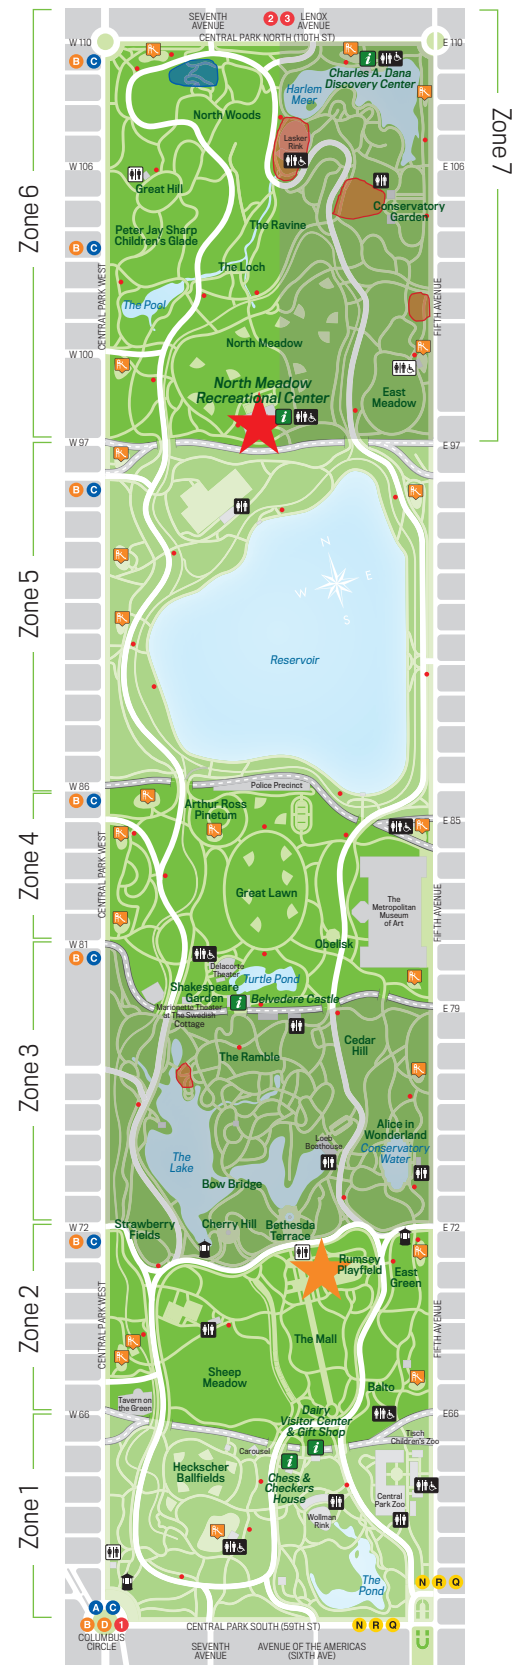 SEVENTH
AVENUE
2 3
LENOX
AVENUE
CENTRAL PARK NORTH (110TH ST)
W 110
E 110
B C
i
Charles A. Dana
Discovery Center
Harlem
Meer
North Woods
Lasker
Rink
W 106
E 106
Great Hill
Conservatory
Garden
Zone 7
Zone 6
Peter Jay Sharp
Children's Glade
The Ravine
B C
The Loch
CENTRAL PARK WEST
FIFTH AVENUE
The Pool
North Meadow
W 100
North Meadow
Recreational Center
i
East
Meadow
W 97
E 97
B C
N
E
W
S
Zone 5
Reservoir
W 86
Police Precinct
B C
Arthur Ross
Pinetum
E 85
Zone 4
CENTRAL PARK WEST
Great Lawn
The
Metropolitan
Museum
of Art
FIFTH AVENUE
Obelisk
W 81
B C
Delacorte
Theater
Turtle Pond
Shakespeare
Garden
i
Belvedere Castle
Marionette Theater
at The Swedish
Cottage
E 79
Zone 3
The Ramble
Cedar
Hill
Alice in
Wonderland
Conservatory
Water
Loeb
Boathouse
The
Lake
Bow Bridge
W 72
E 72
Strawberry
Fields
Cherry Hill
Bethesda
Terrace
B C
Rumsey
Playfield
East
Green
Zone 2
CENTRAL PARK WEST
FIFTH AVENUE
The Mall
Sheep
Meadow
Balto
Tavern on
the Green
W 66
E66
Dairy
Visitor Center
& Gift Shop
i
Tisch
Children's Zoo
Carousel
i
Heckscher
Ballfields
Chess &
Checkers
House
Central
Park Zoo
Zone 1
Wollman
Rink
The
Pond
N R Q
A C
B D 1
COLUMBUS
CIRCLE
CENTRAL PARK SOUTH (59TH ST)
N R Q
SEVENTH
AVENUE
AVENUE OF THE AMERICAS
(SIXTH AVE)